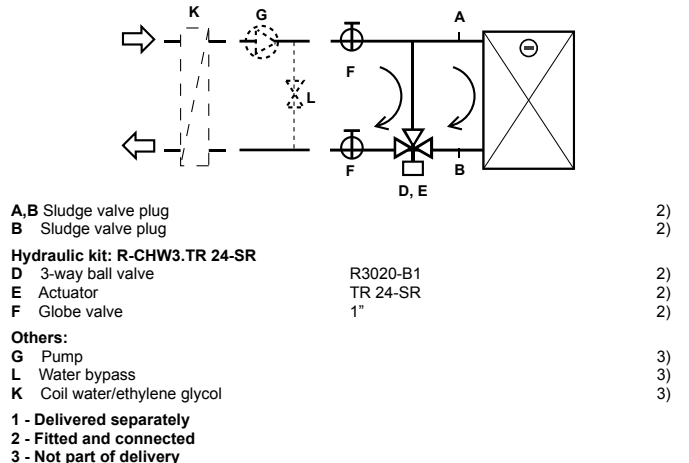 K
G
A
F
L
F
B
D, E
A,B Sludge valve plug 2)
B Sludge valve plug 2)
Hydraulic kit: R-CHW3.TR 24-SR
D 3-way ball valve R3020-B1 2)
E Actuator TR 24-SR 2)
F Globe valve 1" 2)
Others:
G Pump 3)
L Water bypass 3)
K Coil water/ethylene glycol 3)
1 - Delivered separately
2 - Fitted and connected
3 - Not part of delivery